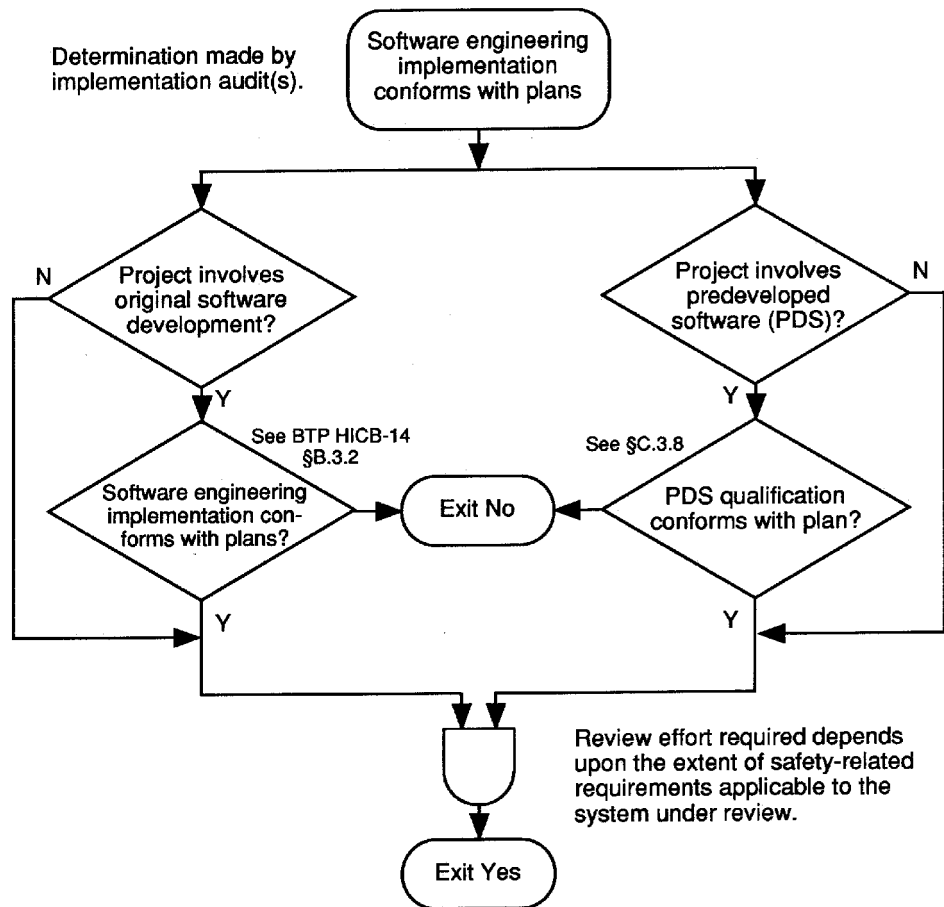 Determination made by
implementation audit(s).
Software engineering
implementation
conforms with plans
N
Project involves
original software
development?
Y
Project involves
predeveloped
software (PDS)?
N
Y
See BTP HICB-14
§B.3.2
Software engineering
implementation con-
forms with plans?
Y
Exit No
See §C.3.8
PDS qualification
conforms with plan?
Y
Review effort required depends
upon the extent of safety-related
requirements applicable to the
system under review.
Exit Yes